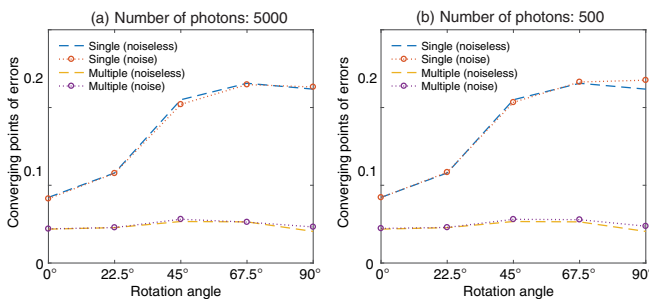 (a) Number of photons: 5000
Converging points of errors
0.2
0.1
0
Single (noiseless)
Single (noise)
Multiple (noiseless)
Multiple (noise)
0° 22.5° 45° 67.5° 90°
Rotation angle
(b) Number of photons: 500
Converging points of errors
0.2
0.1
0
Single (noiseless)
Single (noise)
Multiple (noiseless)
Multiple (noise)
0° 22.5° 45° 67.5° 90°
Rotation angle